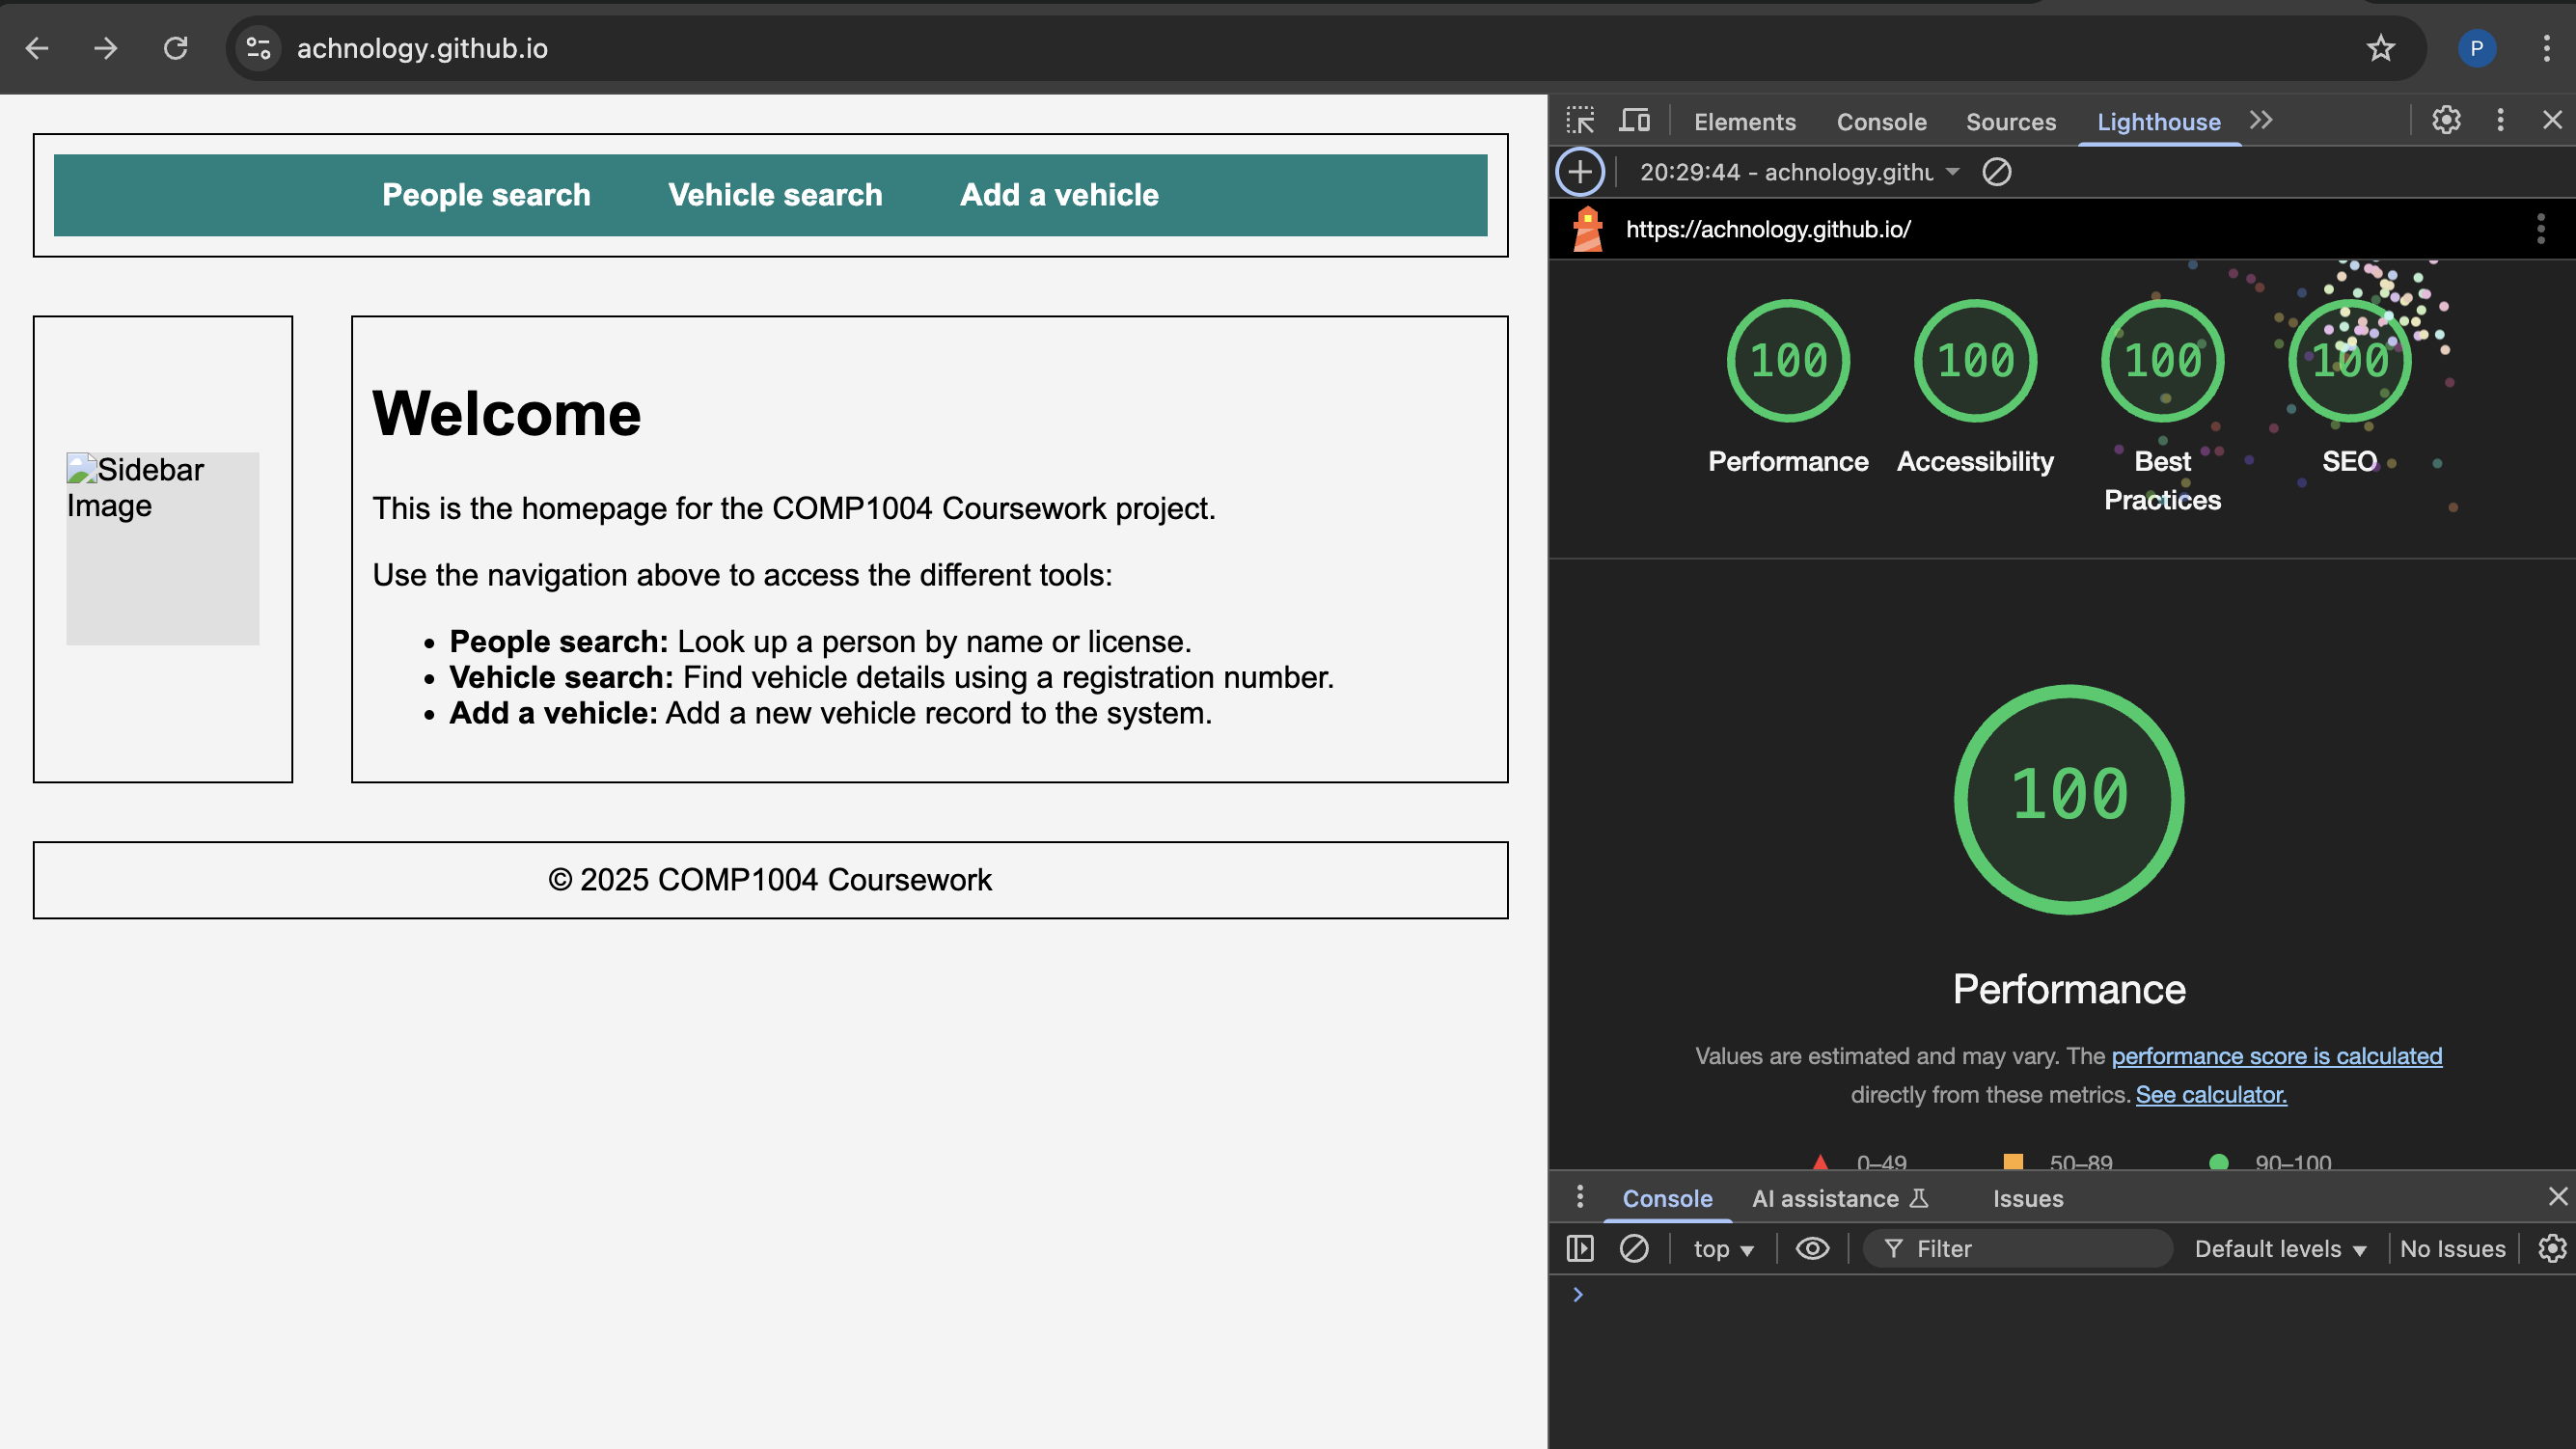 achnology.github.io
P
People search Vehicle search Add a vehicle
Sidebar
Image
Welcome
This is the homepage for the COMP1004 Coursework project.
Use the navigation above to access the different tools:
• People search: Look up a person by name or license.
• Vehicle search: Find vehicle details using a registration number.
• Add a vehicle: Add a new vehicle record to the system.
© 2025 COMP1004 Coursework
Elements Console Sources Lighthouse
20:29:44 - achnology.githu
https://achnology.github.io/
100 100 100 100
Performance Accessibility Best Practices SEO
100
Performance
Values are estimated and may vary. The performance score is calculated
directly from these metrics. See calculator.
0–49 50–89 90–100
Console AI assistance Issues
top Filter Default levels No Issues